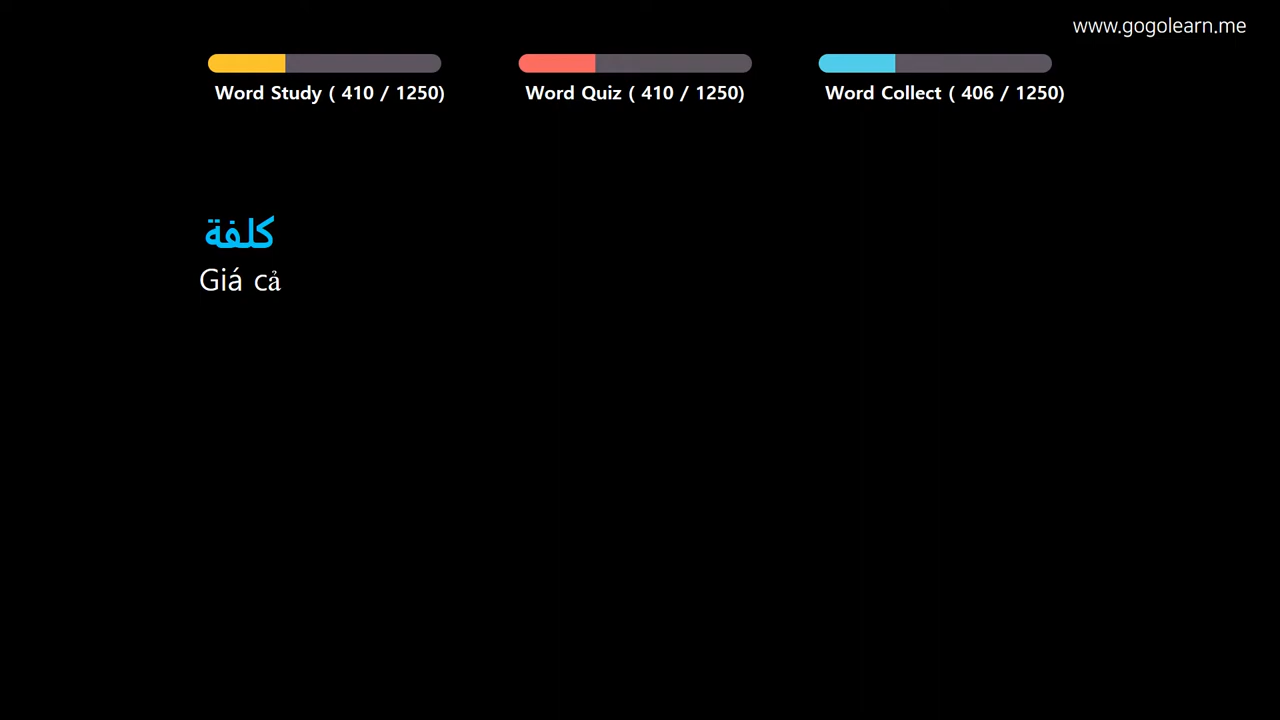 www.gogolearn.me
Word Study ( 410 / 1250)
Word Quiz ( 410 / 1250)
Word Collect ( 406 / 1250)
كلفة
Giá cả